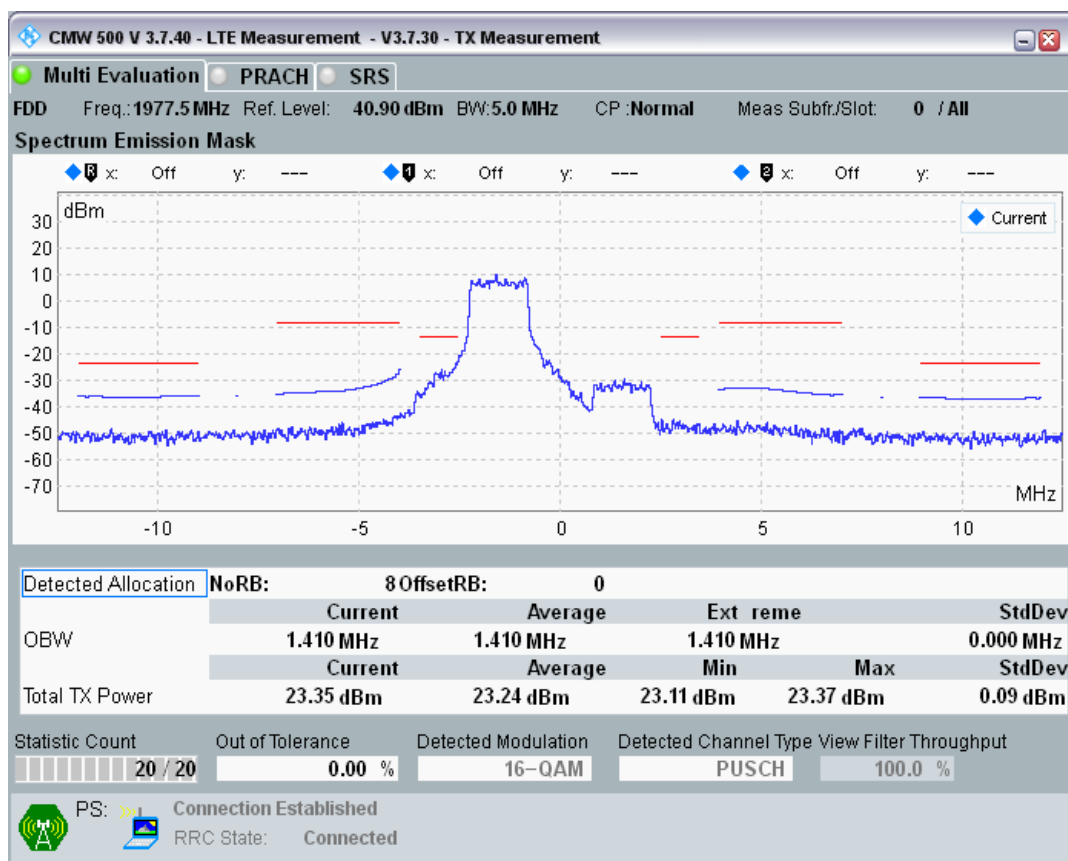 CMW 500 V 3.7.40 - LTE Measurement - V3.7.30 - TX Measurement
Multi Evaluation PRACH SRS
FDD Freq.: 1977.5 MHz Ref. Level: 40.90 dBm BW: 5.0 MHz CP : Normal Meas Subfr./Slot: 0 / All
Spectrum Emission Mask
R x: Off y: --- 1 x: Off y: --- 2 x: Off y: ---
dBm
Current
30
20
10
0
-10
-20
-30
-40
-50
-60
-70
MHz
-10 -5 0 5 10
Detected Allocation NoRB: 8 OffsetRB: 0
Current Average Ext reme StdDev
OBW 1.410 MHz 1.410 MHz 1.410 MHz 0.000 MHz
Current Average Min Max StdDev
Total TX Power 23.35 dBm 23.24 dBm 23.11 dBm 23.37 dBm 0.09 dBm
Statistic Count Out of Tolerance Detected Modulation Detected Channel Type View Filter Throughput
20 / 20 0.00 % 16-QAM PUSCH 100.0 %
PS: Connection Established
RRC State: Connected